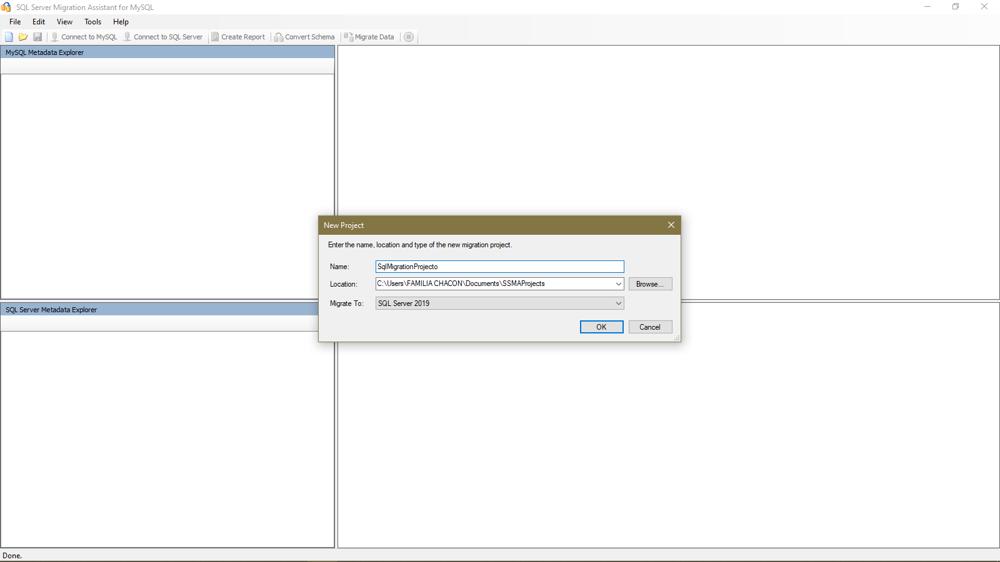 SQL Server Migration Assistant for MySQL
File Edit View Tools Help
Connect to MySQL Connect to SQL Server Create Report Convert Schema Migrate Data
MySQL Metadata Explorer
New Project
Enter the name, location and type of the new migration project.
Name: SqlMigrationProjecto
Location: C:\Users\FAMILIA CHACON\Documents\SSMAProjects Browse...
Migrate To: SQL Server 2019
SQL Server Metadata Explorer
OK Cancel
Done.